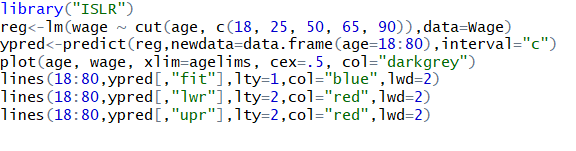 library("ISLR")
reg<-lm(wage ~ cut(age, c(18, 25, 50, 65, 90)),data=Wage)
ypred<-predict(reg,newdata=data.frame(age=18:80),interval="c")
plot(age, wage, xlim=agelims, cex=.5, col="darkgrey")
lines(18:80,ypred[,"fit"],lty=1,col="blue",lwd=2)
lines(18:80,ypred[,"lwr"],lty=2,col="red",lwd=2)
lines(18:80,ypred[,"upr"],lty=2,col="red",lwd=2)